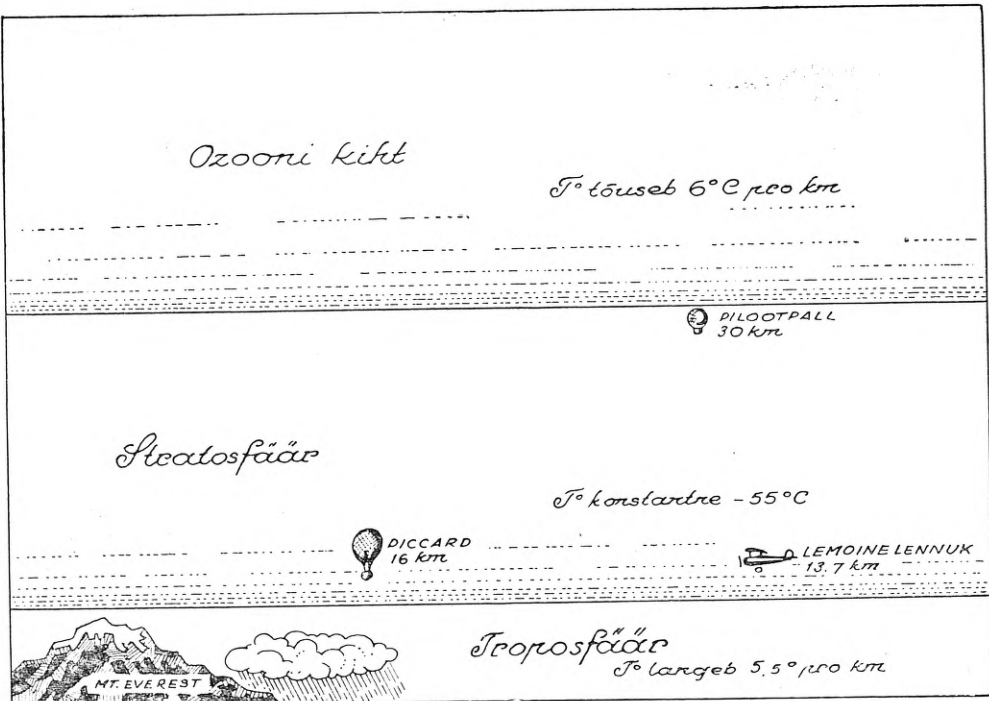 Ozooni kiht
T° tõuseb 6°C pro km
PILOOTPALL
30 km
Stratosfäär
T° konstantne -55°C
PICCARD
16 km
LEMOINE LENNUK
13.7 km
Troposfäär
T° langeb 5,5° pro km
MT. EVEREST